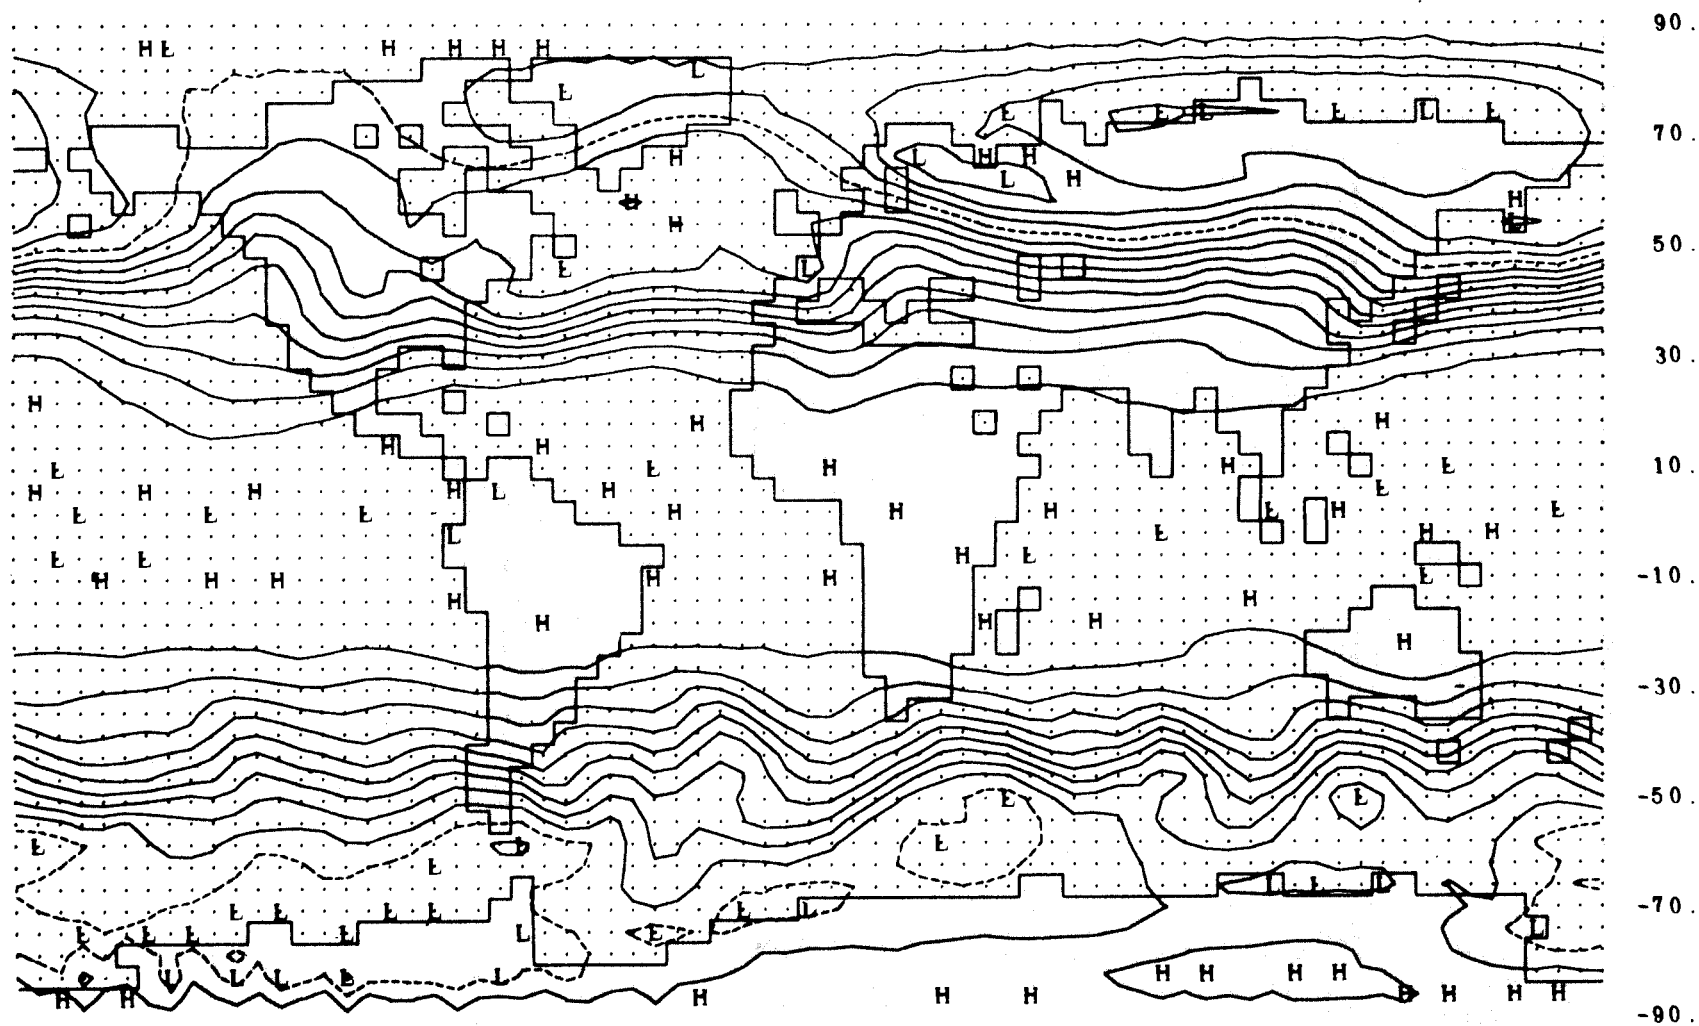 90.
H L H H H H
L L
L L L L L L
70.
L H H H
L H
H H
H L
50.
L L
30.
H
H H
H H
10.
L L H H L
H H H H L H L
L L L H H H L H L
L L H H
L L H L
-10.
H H H H H L
H H
H H H
H
-30.
-50.
L L
L L L
L
L L
-70.
L L L L L L
L L L L L L L
L L L L L H H H H
H H H H H H H H H
-90.